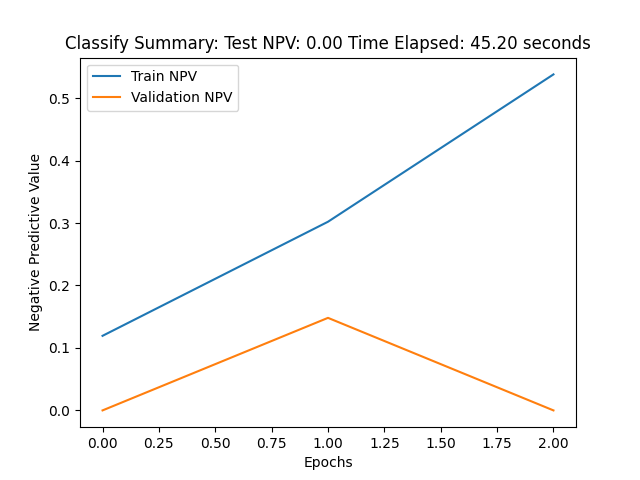 Classify Summary: Test NPV: 0.00 Time Elapsed: 45.20 seconds
Train NPV
Validation NPV
Negative Predictive Value
0.5
0.4
0.3
0.2
0.1
0.0
0.00 0.25 0.50 0.75 1.00 1.25 1.50 1.75 2.00
Epochs